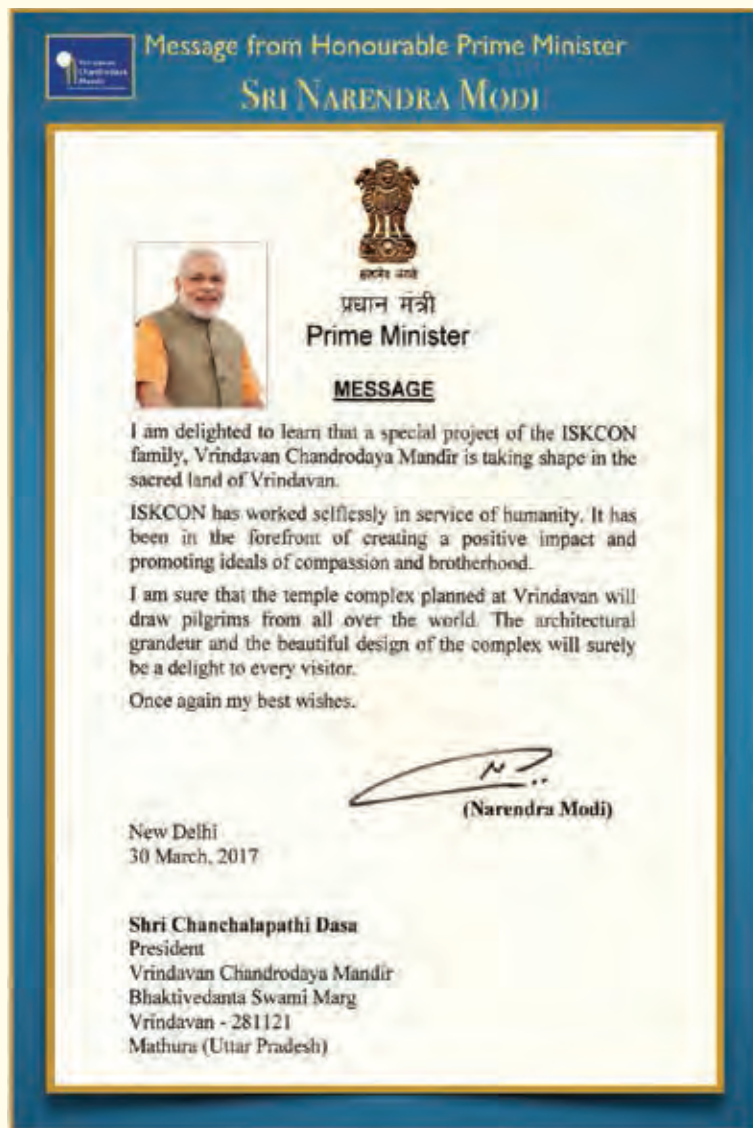 Vrindavan
Chandrodaya
Mandir
Message from Honourable Prime Minister
SRI NARENDRA MODI
सत्यमेव जयते
प्रधान मंत्री
Prime Minister
MESSAGE
I am delighted to learn that a special project of the ISKCON
family, Vrindavan Chandrodaya Mandir is taking shape in the
sacred land of Vrindavan.
ISKCON has worked selflessly in service of humanity. It has
been in the forefront of creating a positive impact and
promoting ideals of compassion and brotherhood.
I am sure that the temple complex planned at Vrindavan will
draw pilgrims from all over the world. The architectural
grandeur and the beautiful design of the complex will surely
be a delight to every visitor.
Once again my best wishes.
(Narendra Modi)
New Delhi
30 March, 2017
Shri Chanchalapathi Dasa
President
Vrindavan Chandrodaya Mandir
Bhaktivedanta Swami Marg
Vrindavan - 281121
Mathura (Uttar Pradesh)